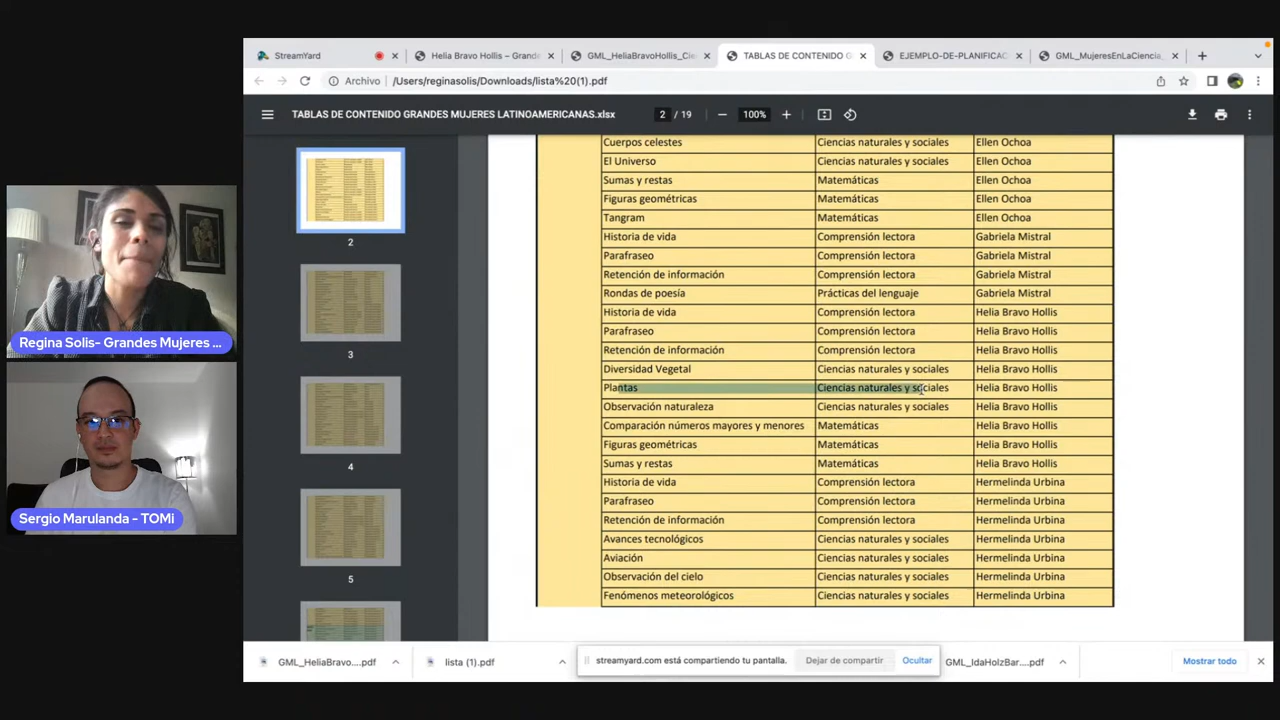 StreamYard
Helia Bravo Hollis – Grand
GML_HeliaBravoHollis_Cie
TABLAS DE CONTENIDO G
EJEMPLO-DE-PLANIFICAC
GML_MujeresEnLaCiencia_
Archivo /Users/reginasolis/Downloads/lista%20(1).pdf
TABLAS DE CONTENIDO GRANDES MUJERES LATINOAMERICANAS.xlsx 2 / 19 100%
2
3
4
5
Cuerpos celestes Ciencias naturales y sociales Ellen Ochoa
El Universo Ciencias naturales y sociales Ellen Ochoa
Sumas y restas Matemáticas Ellen Ochoa
Figuras geométricas Matemáticas Ellen Ochoa
Tangram Matemáticas Ellen Ochoa
Historia de vida Comprensión lectora Gabriela Mistral
Parafraseo Comprensión lectora Gabriela Mistral
Retención de información Comprensión lectora Gabriela Mistral
Rondas de poesía Prácticas del lenguaje Gabriela Mistral
Historia de vida Comprensión lectora Helia Bravo Hollis
Parafraseo Comprensión lectora Helia Bravo Hollis
Retención de información Comprensión lectora Helia Bravo Hollis
Diversidad Vegetal Ciencias naturales y sociales Helia Bravo Hollis
Plantas Ciencias naturales y sociales Helia Bravo Hollis
Observación naturaleza Ciencias naturales y sociales Helia Bravo Hollis
Comparación números mayores y menores Matemáticas Helia Bravo Hollis
Figuras geométricas Matemáticas Helia Bravo Hollis
Sumas y restas Matemáticas Helia Bravo Hollis
Historia de vida Comprensión lectora Hermelinda Urbina
Parafraseo Comprensión lectora Hermelinda Urbina
Retención de información Comprensión lectora Hermelinda Urbina
Avances tecnológicos Ciencias naturales y sociales Hermelinda Urbina
Aviación Ciencias naturales y sociales Hermelinda Urbina
Observación del cielo Ciencias naturales y sociales Hermelinda Urbina
Fenómenos meteorológicos Ciencias naturales y sociales Hermelinda Urbina
Regina Solis- Grandes Mujeres ...
Sergio Marulanda - TOMi
GML_HeliaBravo....pdf
lista (1).pdf
streamyard.com está compartiendo tu pantalla.
Dejar de compartir
Ocultar
GML_IdaHolzBar....pdf
Mostrar todo